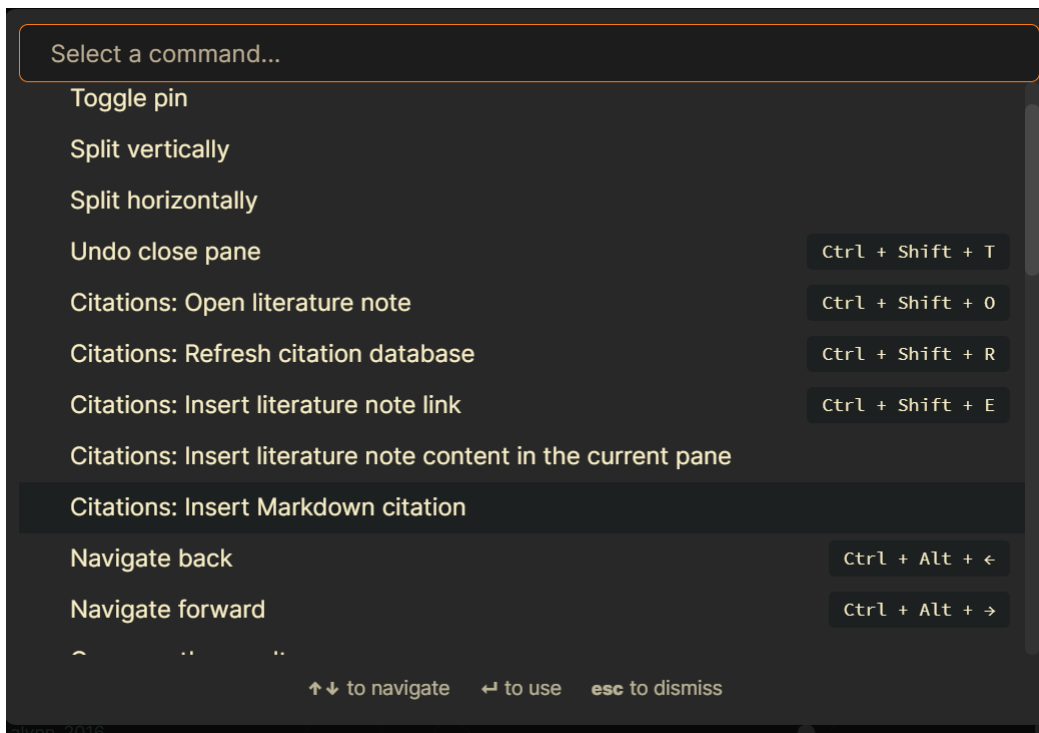 Select a command...
Toggle pin
Split vertically
Split horizontally
Undo close pane Ctrl + Shift + T
Citations: Open literature note Ctrl + Shift + O
Citations: Refresh citation database Ctrl + Shift + R
Citations: Insert literature note link Ctrl + Shift + E
Citations: Insert literature note content in the current pane
Citations: Insert Markdown citation
Navigate back Ctrl + Alt + ←
Navigate forward Ctrl + Alt + →
↑↓ to navigate ↵ to use esc to dismiss
2016